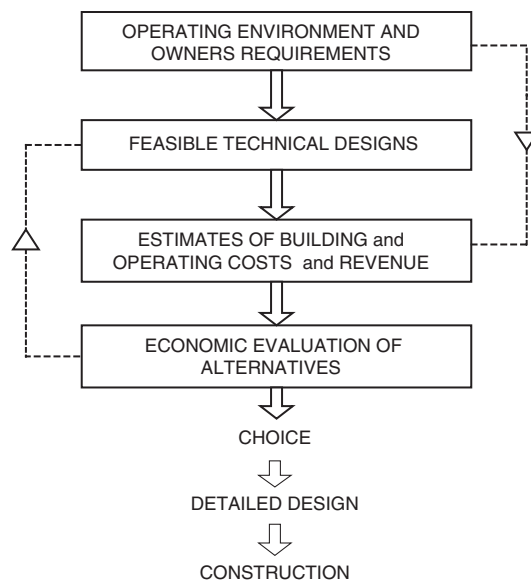 OPERATING ENVIRONMENT AND
OWNERS REQUIREMENTS
FEASIBLE TECHNICAL DESIGNS
ESTIMATES OF BUILDING and
OPERATING COSTS and REVENUE
ECONOMIC EVALUATION OF
ALTERNATIVES
CHOICE
DETAILED DESIGN
CONSTRUCTION